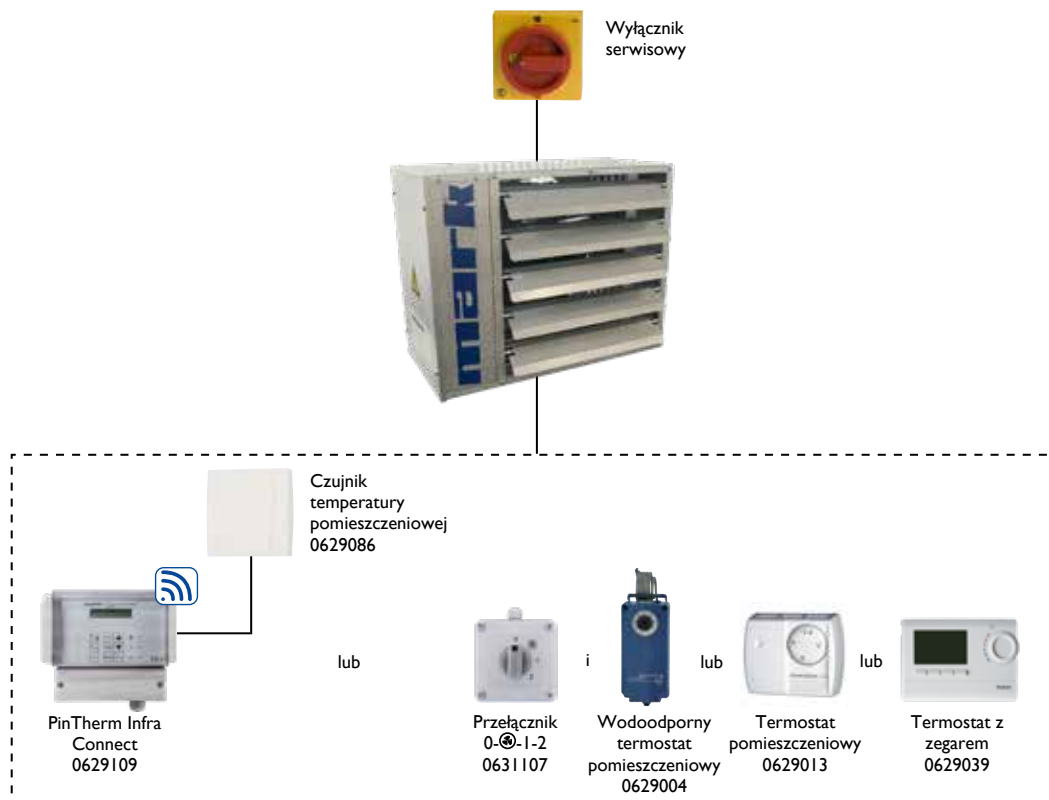 Wyłącznik
serwisowy
mark
Czujnik
temperatury
pomieszczeniowej
0629086
lub
i
lub
lub
PinTherm Infra
Connect
0629109
Przełącznik
0--1-2
0631107
Wodoodporny
termostat
pomieszczeniowy
0629004
Termostat
pomieszczeniowy
0629013
Termostat z
zegarem
0629039